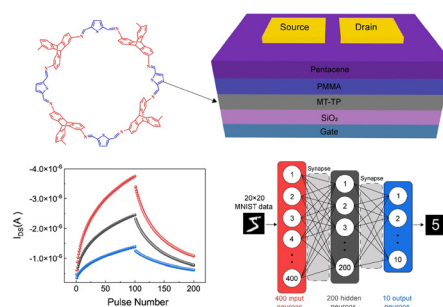 Source
Drain
Pentacene
PMMA
MT-TP
SiO₂
Gate
-4.0×10⁻⁶
-3.0×10⁻⁶
-2.0×10⁻⁶
-1.0×10⁻⁶
I_DS(A)
0
50
100
150
200
Pulse Number
20×20
MNIST data
Synapse
Synapse
1
2
3
4
400
1
2
3
200
1
2
10
5
400 input
200 hidden
10 output